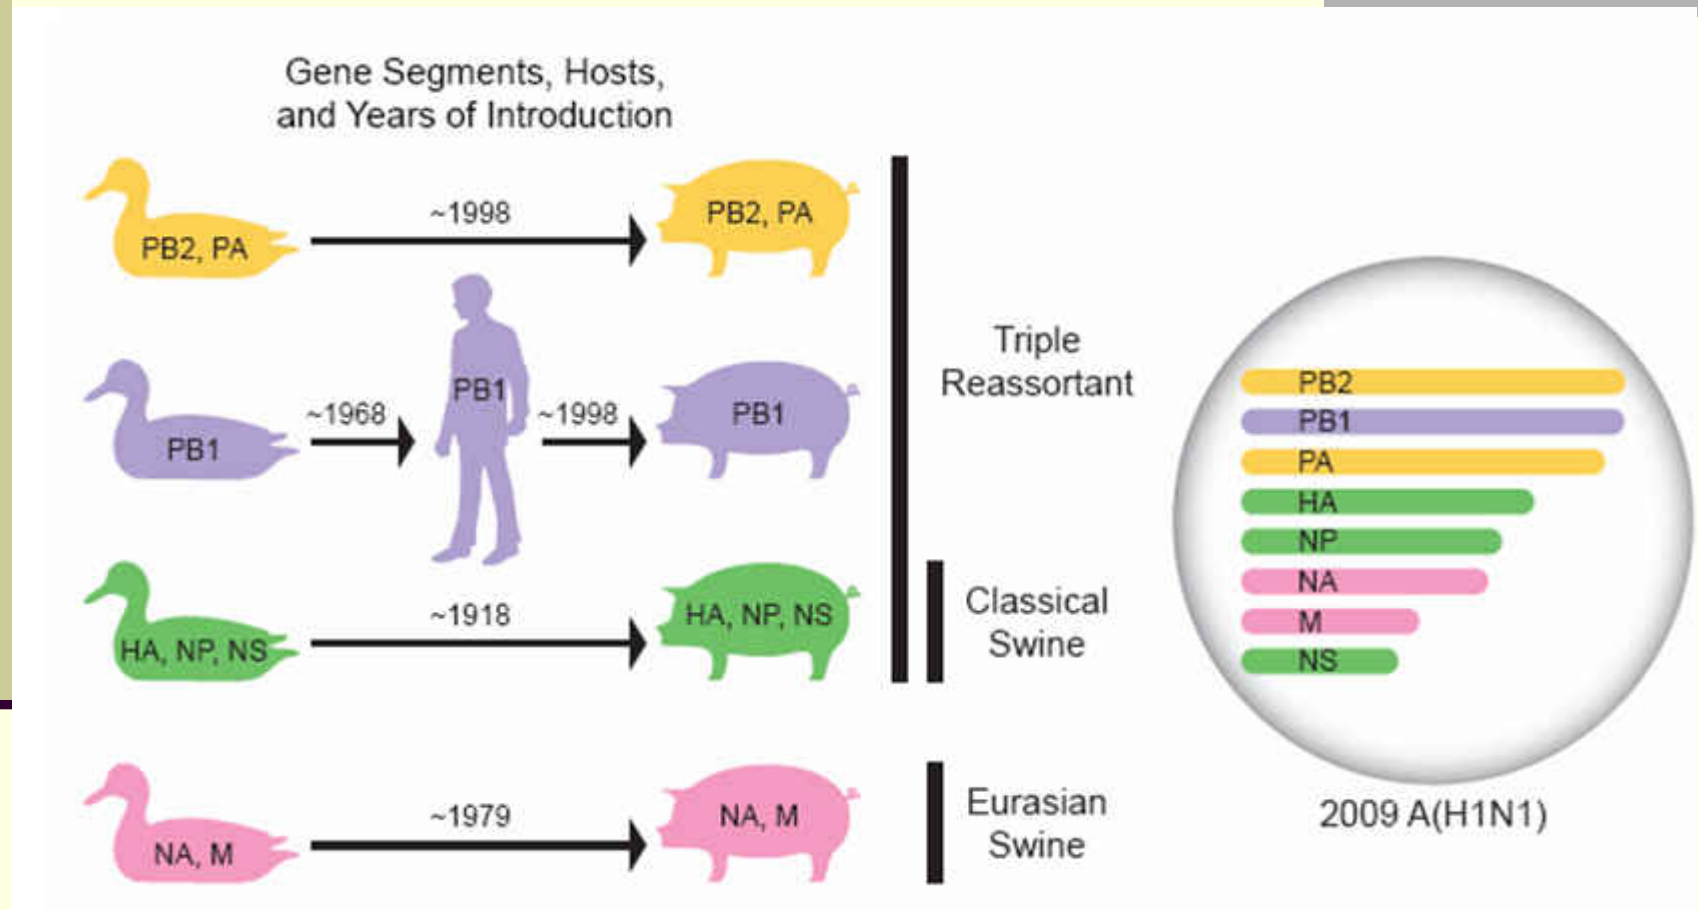 Gene Segments, Hosts,
and Years of Introduction
PB2, PA
~1998
PB2, PA
PB1
~1968
PB1
~1998
PB1
Triple
Reassortant
HA, NP, NS
~1918
HA, NP, NS
Classical
Swine
NA, M
~1979
NA, M
Eurasian
Swine
PB2
PB1
PA
HA
NP
NA
M
NS
2009 A(H1N1)